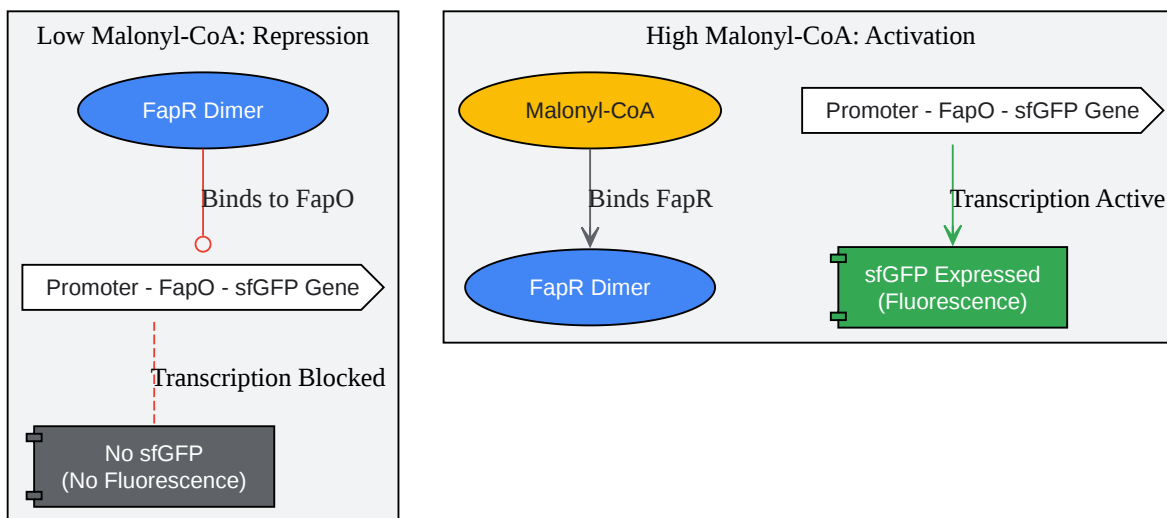 Low Malonyl-CoA: Repression
FapR Dimer
Binds to FapO
Promoter - FapO - sfGFP Gene
Transcription Blocked
No sfGFP
(No Fluorescence)
High Malonyl-CoA: Activation
Malonyl-CoA
Binds FapR
FapR Dimer
Promoter - FapO - sfGFP Gene
Transcription Active
sfGFP Expressed
(Fluorescence)